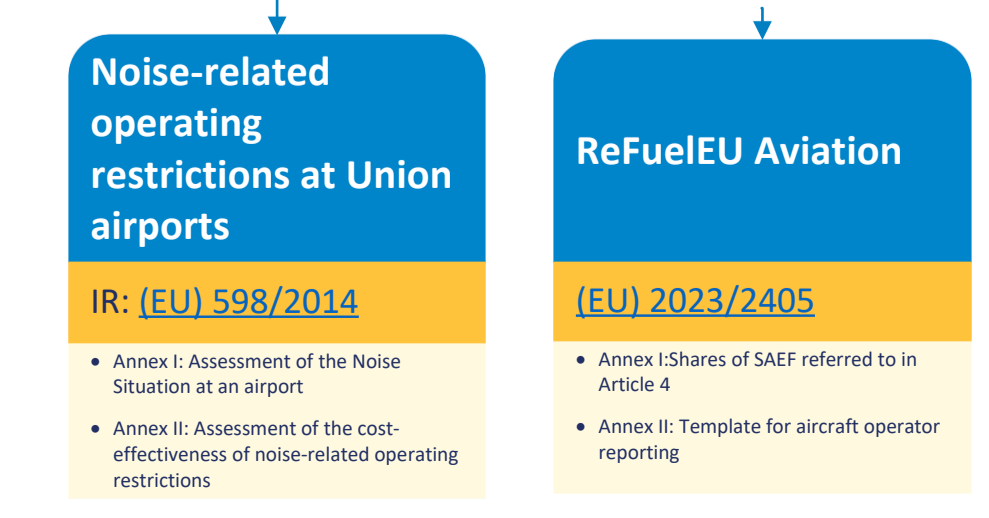 Noise-related
operating
restrictions at Union
airports
IR: (EU) 598/2014
• Annex I: Assessment of the Noise
Situation at an airport
• Annex II: Assessment of the cost-
effectiveness of noise-related operating
restrictions
ReFuelEU Aviation
(EU) 2023/2405
• Annex I:Shares of SAEF referred to in
Article 4
• Annex II: Template for aircraft operator
reporting